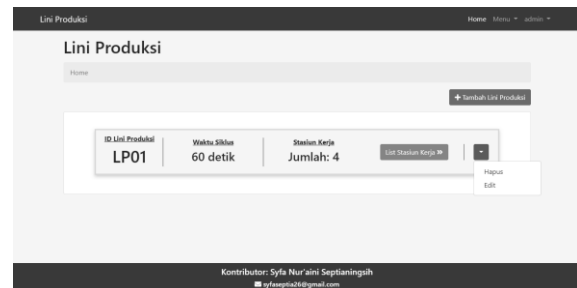 Lini Produksi
Home Menu admin
Lini Produksi
Home
+ Tambah Lini Produksi
ID Lini Produksi Waktu Siklus Stasiun Kerja
LP01 60 detik Jumlah: 4 List Stasiun Kerja »
Hapus
Edit
Kontributor: Syfa Nur'aini Septianingsih
syfaseptia26@gmail.com